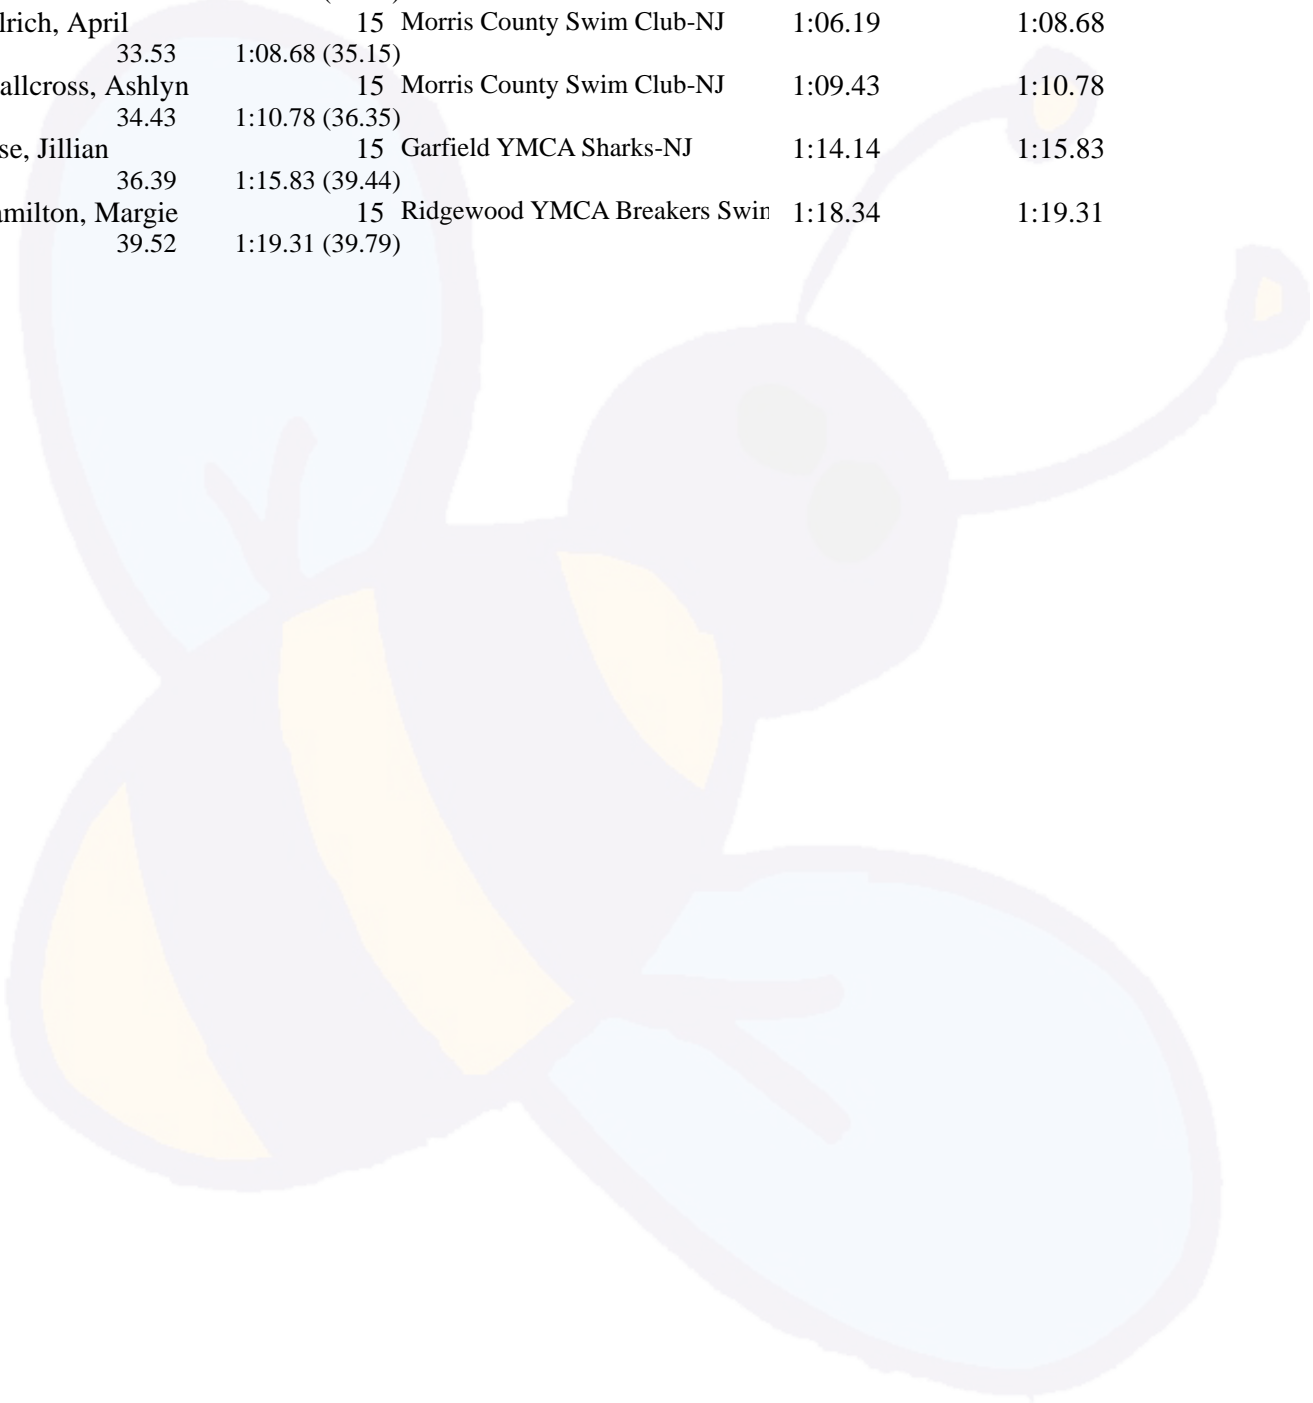 lrich, April 15 Morris County Swim Club-NJ 1:06.19 1:08.68
33.53 1:08.68 (35.15)
allcross, Ashlyn 15 Morris County Swim Club-NJ 1:09.43 1:10.78
34.43 1:10.78 (36.35)
se, Jillian 15 Garfield YMCA Sharks-NJ 1:14.14 1:15.83
36.39 1:15.83 (39.44)
amilton, Margie 15 Ridgewood YMCA Breakers Swin 1:18.34 1:19.31
39.52 1:19.31 (39.79)